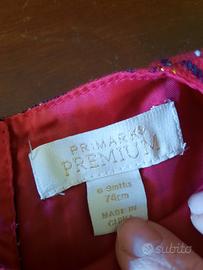 PRIMARK®
PREMIUM
6-9mths
74cm
MADE IN
CHINA
subito